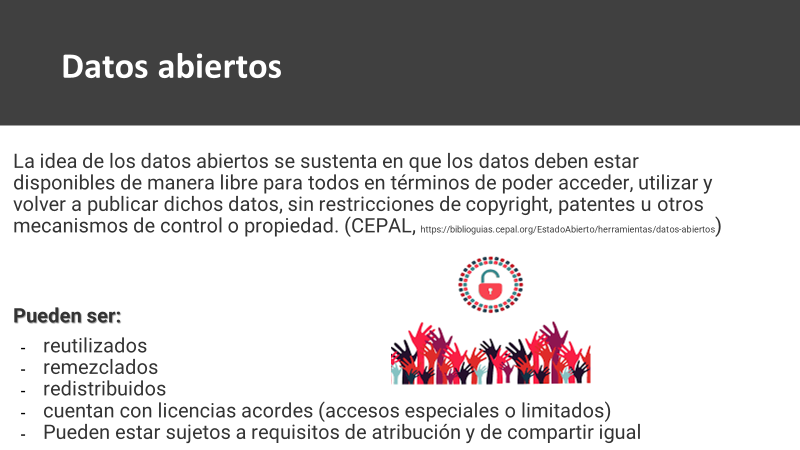 Datos abiertos
La idea de los datos abiertos se sustenta en que los datos deben estar
disponibles de manera libre para todos en términos de poder acceder, utilizar y
volver a publicar dichos datos, sin restricciones de copyright, patentes u otros
mecanismos de control o propiedad. (CEPAL, https://biblioguias.cepal.org/EstadoAbierto/herramientas/datos-abiertos)
Pueden ser:
- reutilizados
- remezclados
- redistribuidos
- cuentan con licencias acordes (accesos especiales o limitados)
- Pueden estar sujetos a requisitos de atribución y de compartir igual